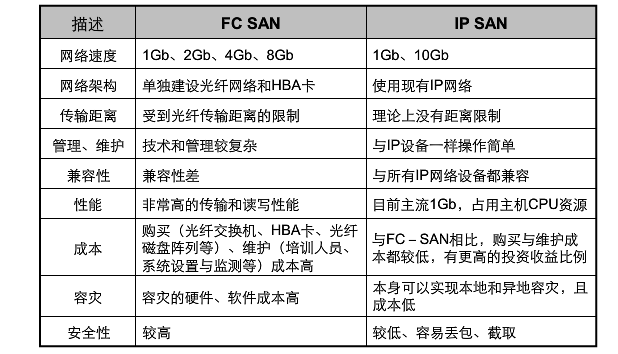 描述 FC SAN IP SAN
网络速度 1Gb、2Gb、4Gb、8Gb 1Gb、10Gb
网络架构 单独建设光纤网络和HBA卡 使用现有IP网络
传输距离 受到光纤传输距离的限制 理论上没有距离限制
管理、维护 技术和管理较复杂 与IP设备一样操作简单
兼容性 兼容性差 与所有IP网络设备都兼容
性能 非常高的传输和读写性能 目前主流1Gb，占用主机CPU资源
成本
购买（光纤交换机、HBA卡、光纤
磁盘阵列等）、维护（培训人员、
系统设置与监测等）成本高
与FC－SAN相比，购买与维护成
本都较低，有更高的投资收益比例
容灾 容灾的硬件、软件成本高
本身可以实现本地和异地容灾，且
成本低
安全性 较高 较低、容易丢包、截取